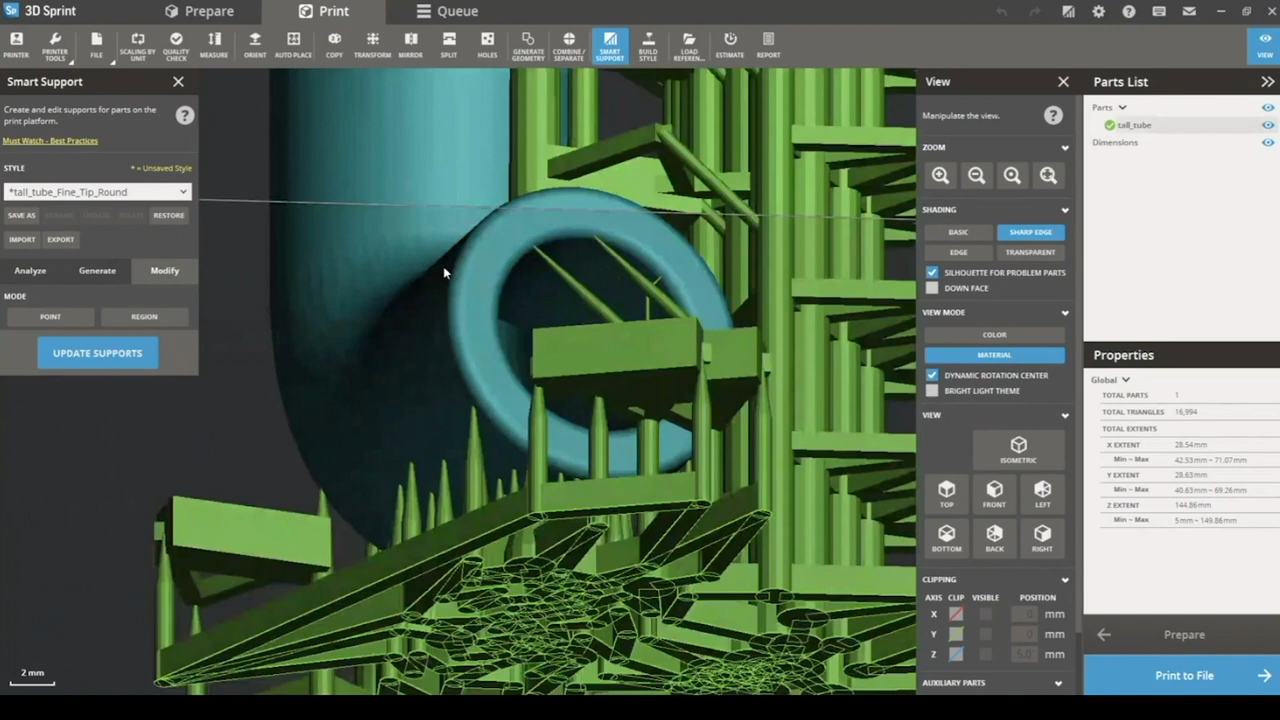 Sp 3D Sprint
Prepare
Print
Queue
PRINTER
PRINTER TOOLS
FILE
SCALING BY UNIT
QUALITY CHECK
MEASURE
ORIENT
AUTO PLACE
COPY
TRANSFORM
MIRROR
SPLIT
HOLES
GENERATE GEOMETRY
COMBINE / SEPARATE
SMART SUPPORT
BUILD STYLE
LOAD REFEREN...
ESTIMATE
REPORT
VIEW
Smart Support
Create and edit supports for parts on the
print platform.
Must Watch - Best Practices
STYLE
* = Unsaved Style
*tall_tube_Fine_Tip_Round
SAVE AS
RESTORE
IMPORT
EXPORT
Analyze
Generate
Modify
MODE
POINT
REGION
UPDATE SUPPORTS
2 mm
View
Manipulate the view.
ZOOM
SHADING
BASIC
SHARP EDGE
EDGE
TRANSPARENT
SILHOUETTE FOR PROBLEM PARTS
DOWN FACE
VIEW MODE
COLOR
MATERIAL
DYNAMIC ROTATION CENTER
BRIGHT LIGHT THEME
VIEW
ISOMETRIC
TOP
FRONT
LEFT
BOTTOM
BACK
RIGHT
CLIPPING
AXIS CLIP VISIBLE POSITION
X 0 mm
Y 0 mm
Z 5.0 mm
AUXILIARY PARTS
Parts List
Parts
tall_tube
Dimensions
Properties
Global
TOTAL PARTS 1
TOTAL TRIANGLES 16,994
TOTAL EXTENTS
X EXTENT 28.54mm
Min ~ Max 42.53mm ~ 71.07mm
Y EXTENT 28.63mm
Min ~ Max 40.63mm ~ 69.26mm
Z EXTENT 144.86mm
Min ~ Max 5mm ~ 149.86mm
Prepare
Print to File